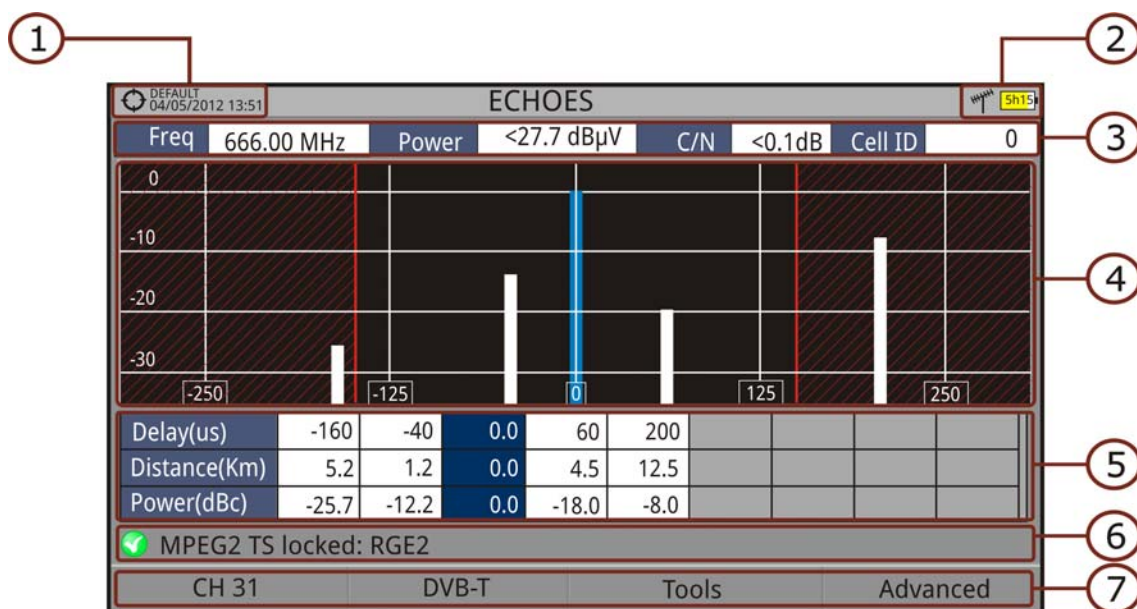 1
2
DEFAULT
04/05/2012 13:51
ECHOES
5h15
Freq 666.00 MHz Power <27.7 dBµV C/N <0.1dB Cell ID 0
3
0
-10
-20
-30
-250 -125 0 125 250
4
Delay(us) -160 -40 0.0 60 200
Distance(Km) 5.2 1.2 0.0 4.5 12.5
Power(dBc) -25.7 -12.2 0.0 -18.0 -8.0
5
MPEG2 TS locked: RGE2
6
CH 31 DVB-T Tools Advanced
7